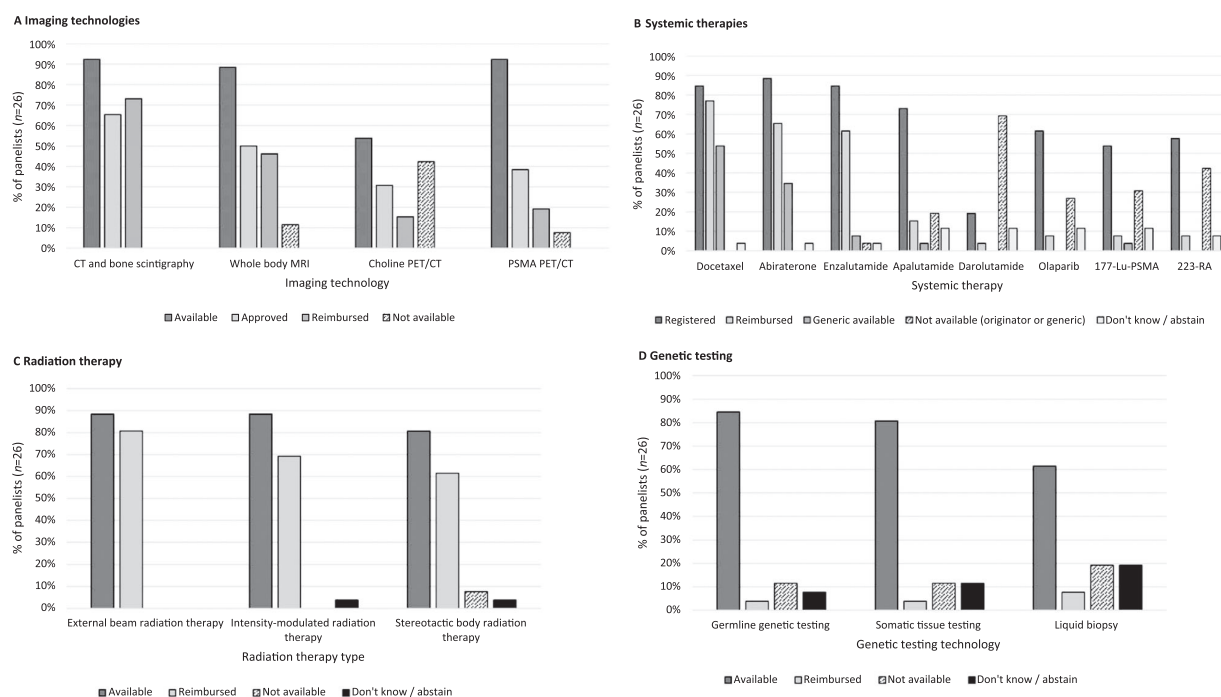 A Imaging technologies
% of panelists (n=26)
100%
90%
80%
70%
60%
50%
40%
30%
20%
10%
0%
CT and bone scintigraphy Whole body MRI Choline PET/CT PSMA PET/CT
Imaging technology
Available Approved Reimbursed Not available
B Systemic therapies
% of panelists (n=26)
100%
90%
80%
70%
60%
50%
40%
30%
20%
10%
0%
Docetaxel Abiraterone Enzalutamide Apalutamide Darolutamide Olaparib 177-Lu-PSMA 223-RA
Systemic therapy
Registered Reimbursed Generic available Not available (originator or generic) Don't know / abstain
C Radiation therapy
% of panelists (n=26)
100%
90%
80%
70%
60%
50%
40%
30%
20%
10%
0%
External beam radiation therapy Intensity-modulated radiation Stereotactic body radiation
therapy therapy
Radiation therapy type
Available Reimbursed Not available Don't know / abstain
D Genetic testing
% of panelists (n=26)
100%
90%
80%
70%
60%
50%
40%
30%
20%
10%
0%
Germline genetic testing Somatic tissue testing Liquid biopsy
Genetic testing technology
Available Reimbursed Not available Don't know / abstain